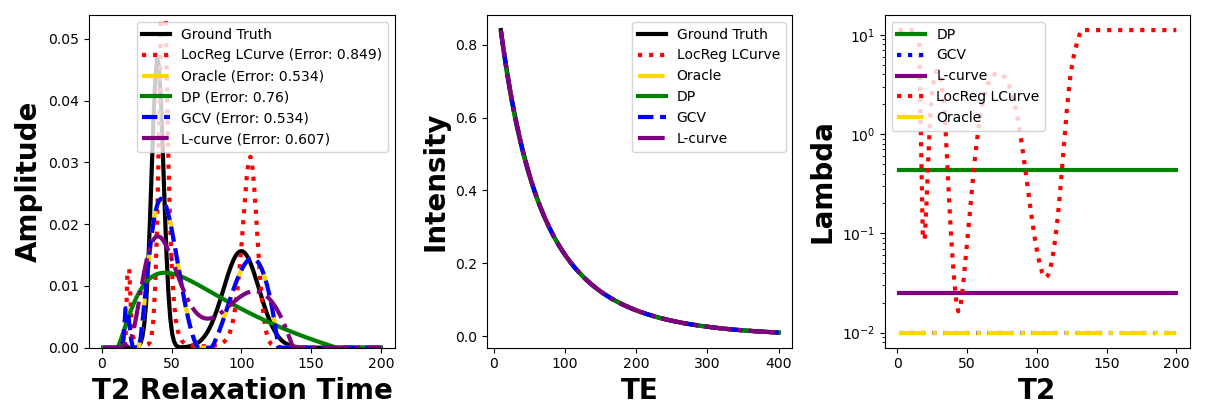 Amplitude
0.05
0.04
0.03
0.02
0.01
0.00
Ground Truth
LocReg LCurve (Error: 0.849)
Oracle (Error: 0.534)
DP (Error: 0.76)
GCV (Error: 0.534)
L-curve (Error: 0.607)
0 50 100 150 200
T2 Relaxation Time
Intensity
0.8
0.6
0.4
0.2
0.0
Ground Truth
LocReg LCurve
Oracle
DP
GCV
L-curve
0 100 200 300 400
TE
Lambda
10¹
10⁰
10⁻¹
10⁻²
DP
GCV
L-curve
LocReg LCurve
Oracle
0 50 100 150 200
T2